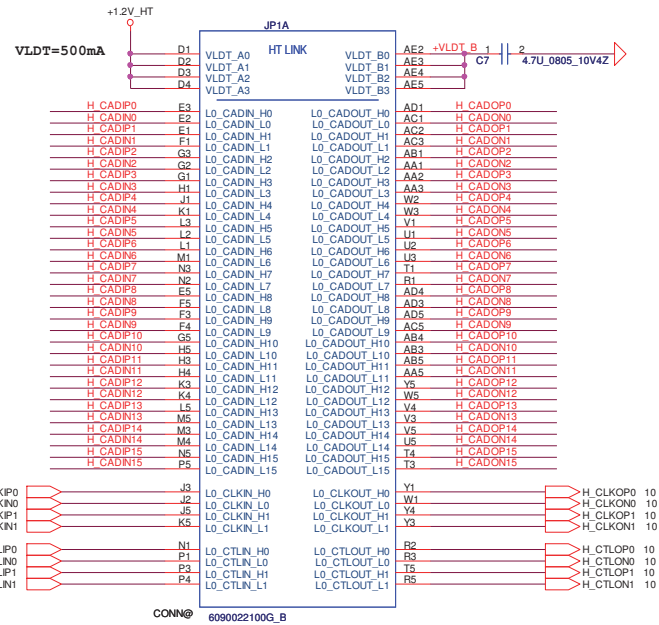 +1.2V_HT
JP1A
VLDT=500mA
HT LINK
D1 VLDT_A0 VLDT_B0 AE2 +VLDT_B 1 2
D2 VLDT_A1 VLDT_B1 AE3 C7 4.7U_0805_10V4Z
D3 VLDT_A2 VLDT_B2 AE4
D4 VLDT_A3 VLDT_B3 AE5
H_CADIP0 E3 L0_CADIN_H0 L0_CADOUT_H0 AD1 H_CADOP0
H_CADIN0 E2 L0_CADIN_L0 L0_CADOUT_L0 AC1 H_CADON0
H_CADIP1 E1 L0_CADIN_H1 L0_CADOUT_H1 AC2 H_CADOP1
H_CADIN1 F1 L0_CADIN_L1 L0_CADOUT_L1 AC3 H_CADON1
H_CADIP2 G3 L0_CADIN_H2 L0_CADOUT_H2 AB1 H_CADOP2
H_CADIN2 G2 L0_CADIN_L2 L0_CADOUT_L2 AA1 H_CADON2
H_CADIP3 G1 L0_CADIN_H3 L0_CADOUT_H3 AA2 H_CADOP3
H_CADIN3 H1 L0_CADIN_L3 L0_CADOUT_L3 AA3 H_CADON3
H_CADIP4 J1 L0_CADIN_H4 L0_CADOUT_H4 W2 H_CADOP4
H_CADIN4 K1 L0_CADIN_L4 L0_CADOUT_L4 W3 H_CADON4
H_CADIP5 L3 L0_CADIN_H5 L0_CADOUT_H5 V1 H_CADOP5
H_CADIN5 L2 L0_CADIN_L5 L0_CADOUT_L5 U1 H_CADON5
H_CADIP6 L1 L0_CADIN_H6 L0_CADOUT_H6 U2 H_CADOP6
H_CADIN6 M1 L0_CADIN_L6 L0_CADOUT_L6 U3 H_CADON6
H_CADIP7 N3 L0_CADIN_H7 L0_CADOUT_H7 T1 H_CADOP7
H_CADIN7 N2 L0_CADIN_L7 L0_CADOUT_L7 R1 H_CADON7
H_CADIP8 E5 L0_CADIN_H8 L0_CADOUT_H8 AD4 H_CADOP8
H_CADIN8 F5 L0_CADIN_L8 L0_CADOUT_L8 AD3 H_CADON8
H_CADIP9 F3 L0_CADIN_H9 L0_CADOUT_H9 AD5 H_CADOP9
H_CADIN9 F4 L0_CADIN_L9 L0_CADOUT_L9 AC5 H_CADON9
H_CADIP10 G5 L0_CADIN_H10 L0_CADOUT_H10 AB4 H_CADOP10
H_CADIN10 H5 L0_CADIN_L10 L0_CADOUT_L10 AB3 H_CADON10
H_CADIP11 H3 L0_CADIN_H11 L0_CADOUT_H11 AB5 H_CADOP11
H_CADIN11 H4 L0_CADIN_L11 L0_CADOUT_L11 AA5 H_CADON11
H_CADIP12 K3 L0_CADIN_H12 L0_CADOUT_H12 Y5 H_CADOP12
H_CADIN12 K4 L0_CADIN_L12 L0_CADOUT_L12 W5 H_CADON12
H_CADIP13 L5 L0_CADIN_H13 L0_CADOUT_H13 V4 H_CADOP13
H_CADIN13 M5 L0_CADIN_L13 L0_CADOUT_L13 V3 H_CADON13
H_CADIP14 M3 L0_CADIN_H14 L0_CADOUT_H14 V5 H_CADOP14
H_CADIN14 M4 L0_CADIN_L14 L0_CADOUT_L14 U5 H_CADON14
H_CADIP15 N5 L0_CADIN_H15 L0_CADOUT_H15 T4 H_CADOP15
H_CADIN15 P5 L0_CADIN_L15 L0_CADOUT_L15 T3 H_CADON15
KIP0 J3 L0_CLKIN_H0 L0_CLKOUT_H0 Y1 H_CLKOP0 10
KIN0 J2 L0_CLKIN_L0 L0_CLKOUT_L0 W1 H_CLKON0 10
KIP1 J5 L0_CLKIN_H1 L0_CLKOUT_H1 Y4 H_CLKOP1 10
KIN1 K5 L0_CLKIN_L1 L0_CLKOUT_L1 Y3 H_CLKON1 10
LIP0 N1 L0_CTLIN_H0 L0_CTLOUT_H0 R2 H_CTLOP0 10
LIN0 P1 L0_CTLIN_L0 L0_CTLOUT_L0 R3 H_CTLON0 10
LIP1 P3 L0_CTLIN_H1 L0_CTLOUT_H1 T5 H_CTLOP1 10
LIN1 P4 L0_CTLIN_L1 L0_CTLOUT_L1 R5 H_CTLON1 10
CONN@ 6090022100G_B